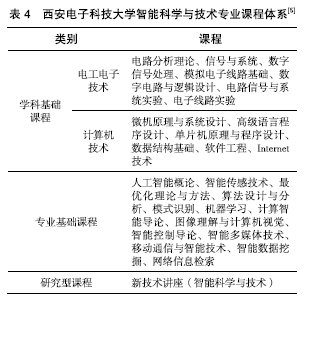 表 4 西安电子科技大学智能科学与技术专业课程体系[5]
类别 课程
学科基础
课程
电工电子
技术
电路分析理论、信号与系统、数字
信号处理、模拟电子线路基础、数
字电路与逻辑设计、电路信号与系
统实验、电子线路实验
计算机
技术
微机原理与系统设计、高级语言程
序设计、单片机原理与程序设计、
数据结构基础、软件工程、Internet
技术
专业基础课程
人工智能概论、智能传感技术、最
优化理论与方法、算法设计与分
析、模式识别、机器学习、计算智
能导论、图像理解与计算机视觉、
智能控制导论、智能多媒体技术、
移动通信与智能技术、智能数据挖
掘、网络信息检索
研究型课程 新技术讲座（智能科学与技术）